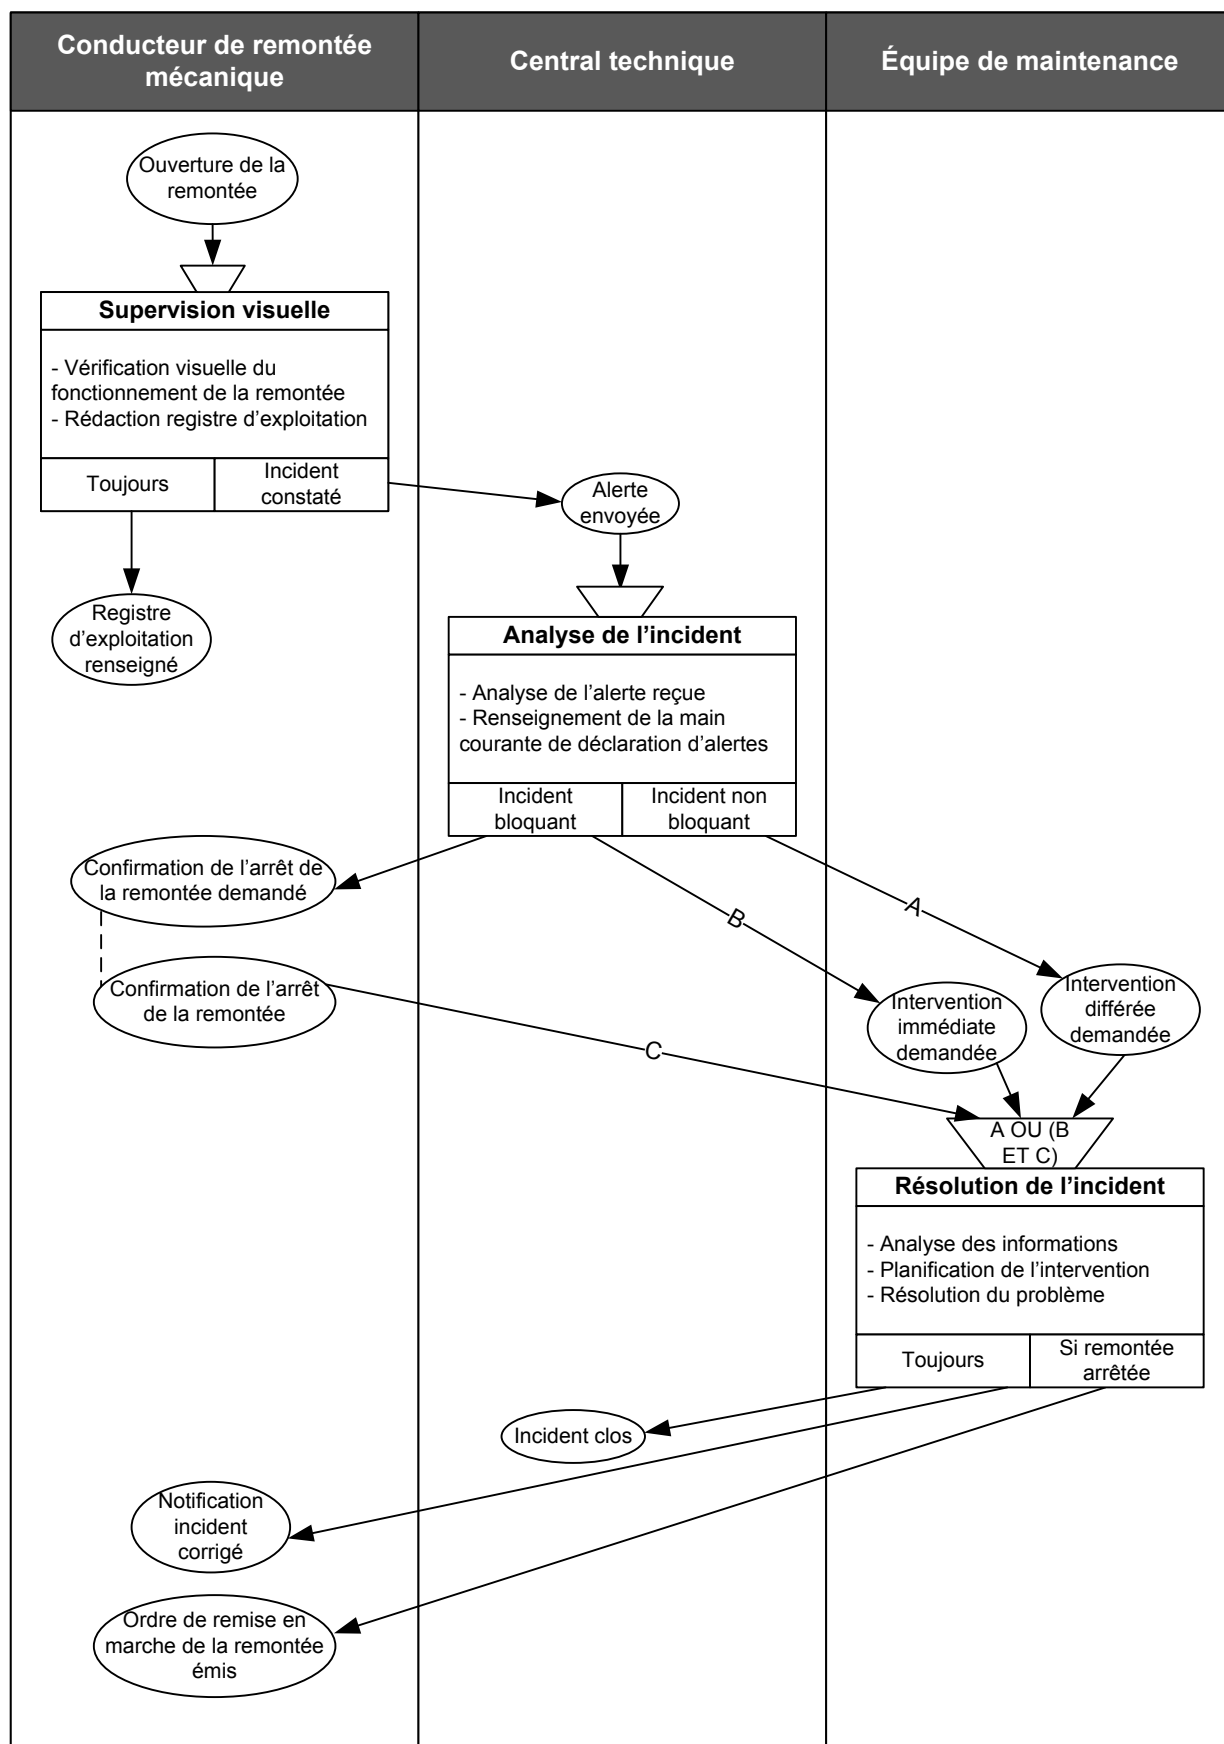 Conducteur de remontée
mécanique
Central technique
Équipe de maintenance
Ouverture de la
remontée
Supervision visuelle
- Vérification visuelle du
fonctionnement de la remontée
- Rédaction registre d'exploitation
Toujours
Incident
constaté
Alerte
envoyée
Registre
d'exploitation
renseigné
Analyse de l'incident
- Analyse de l'alerte reçue
- Renseignement de la main
courante de déclaration d'alertes
Incident
bloquant
Incident non
bloquant
Confirmation de l'arrêt de
la remontée demandé
B
A
Confirmation de l'arrêt
de la remontée
Intervention
immédiate
demandée
Intervention
différée
demandée
C
A OU (B
ET C)
Résolution de l'incident
- Analyse des informations
- Planification de l'intervention
- Résolution du problème
Toujours
Si remontée
arrêtée
Incident clos
Notification
incident
corrigé
Ordre de remise en
marche de la remontée
émis